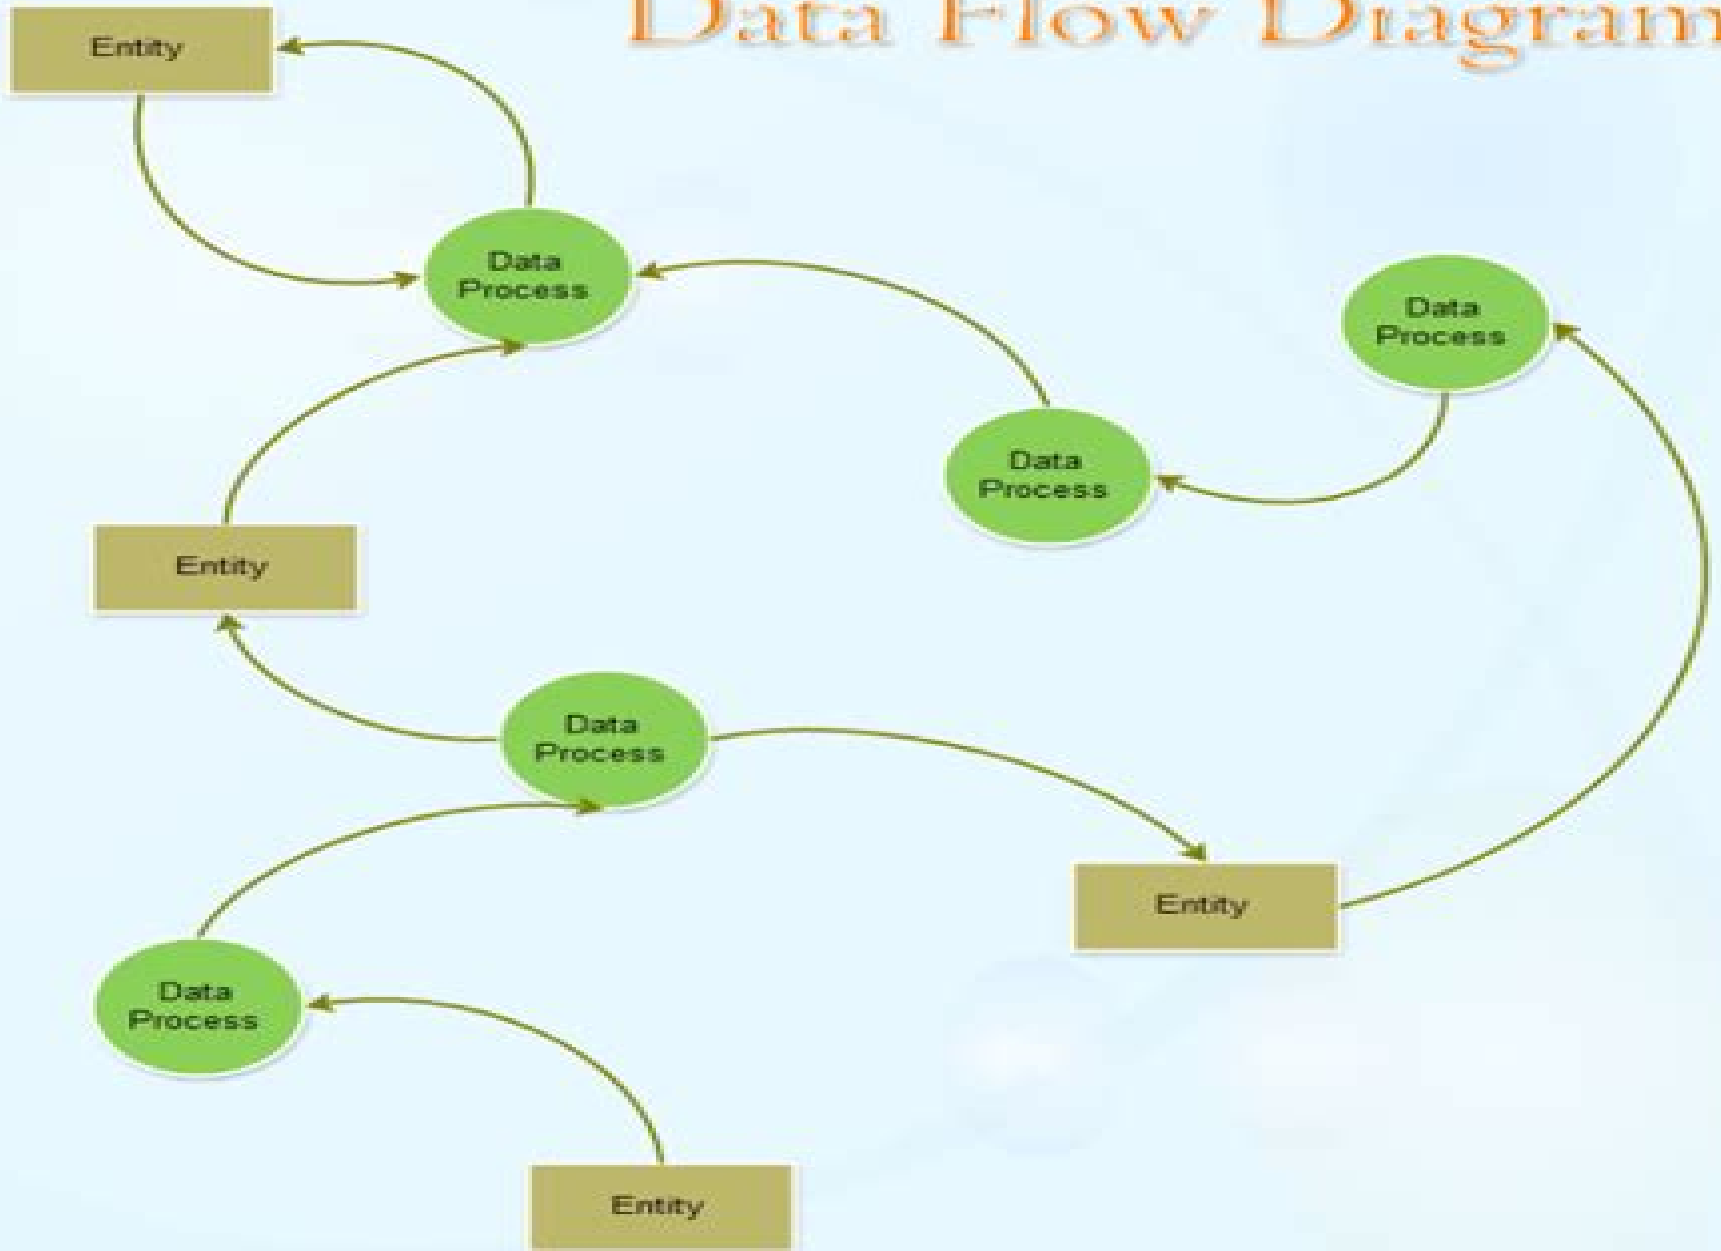 Data Flow Diagram
Entity
Data
Process
Data
Process
Data
Process
Entity
Data
Process
Entity
Data
Process
Entity